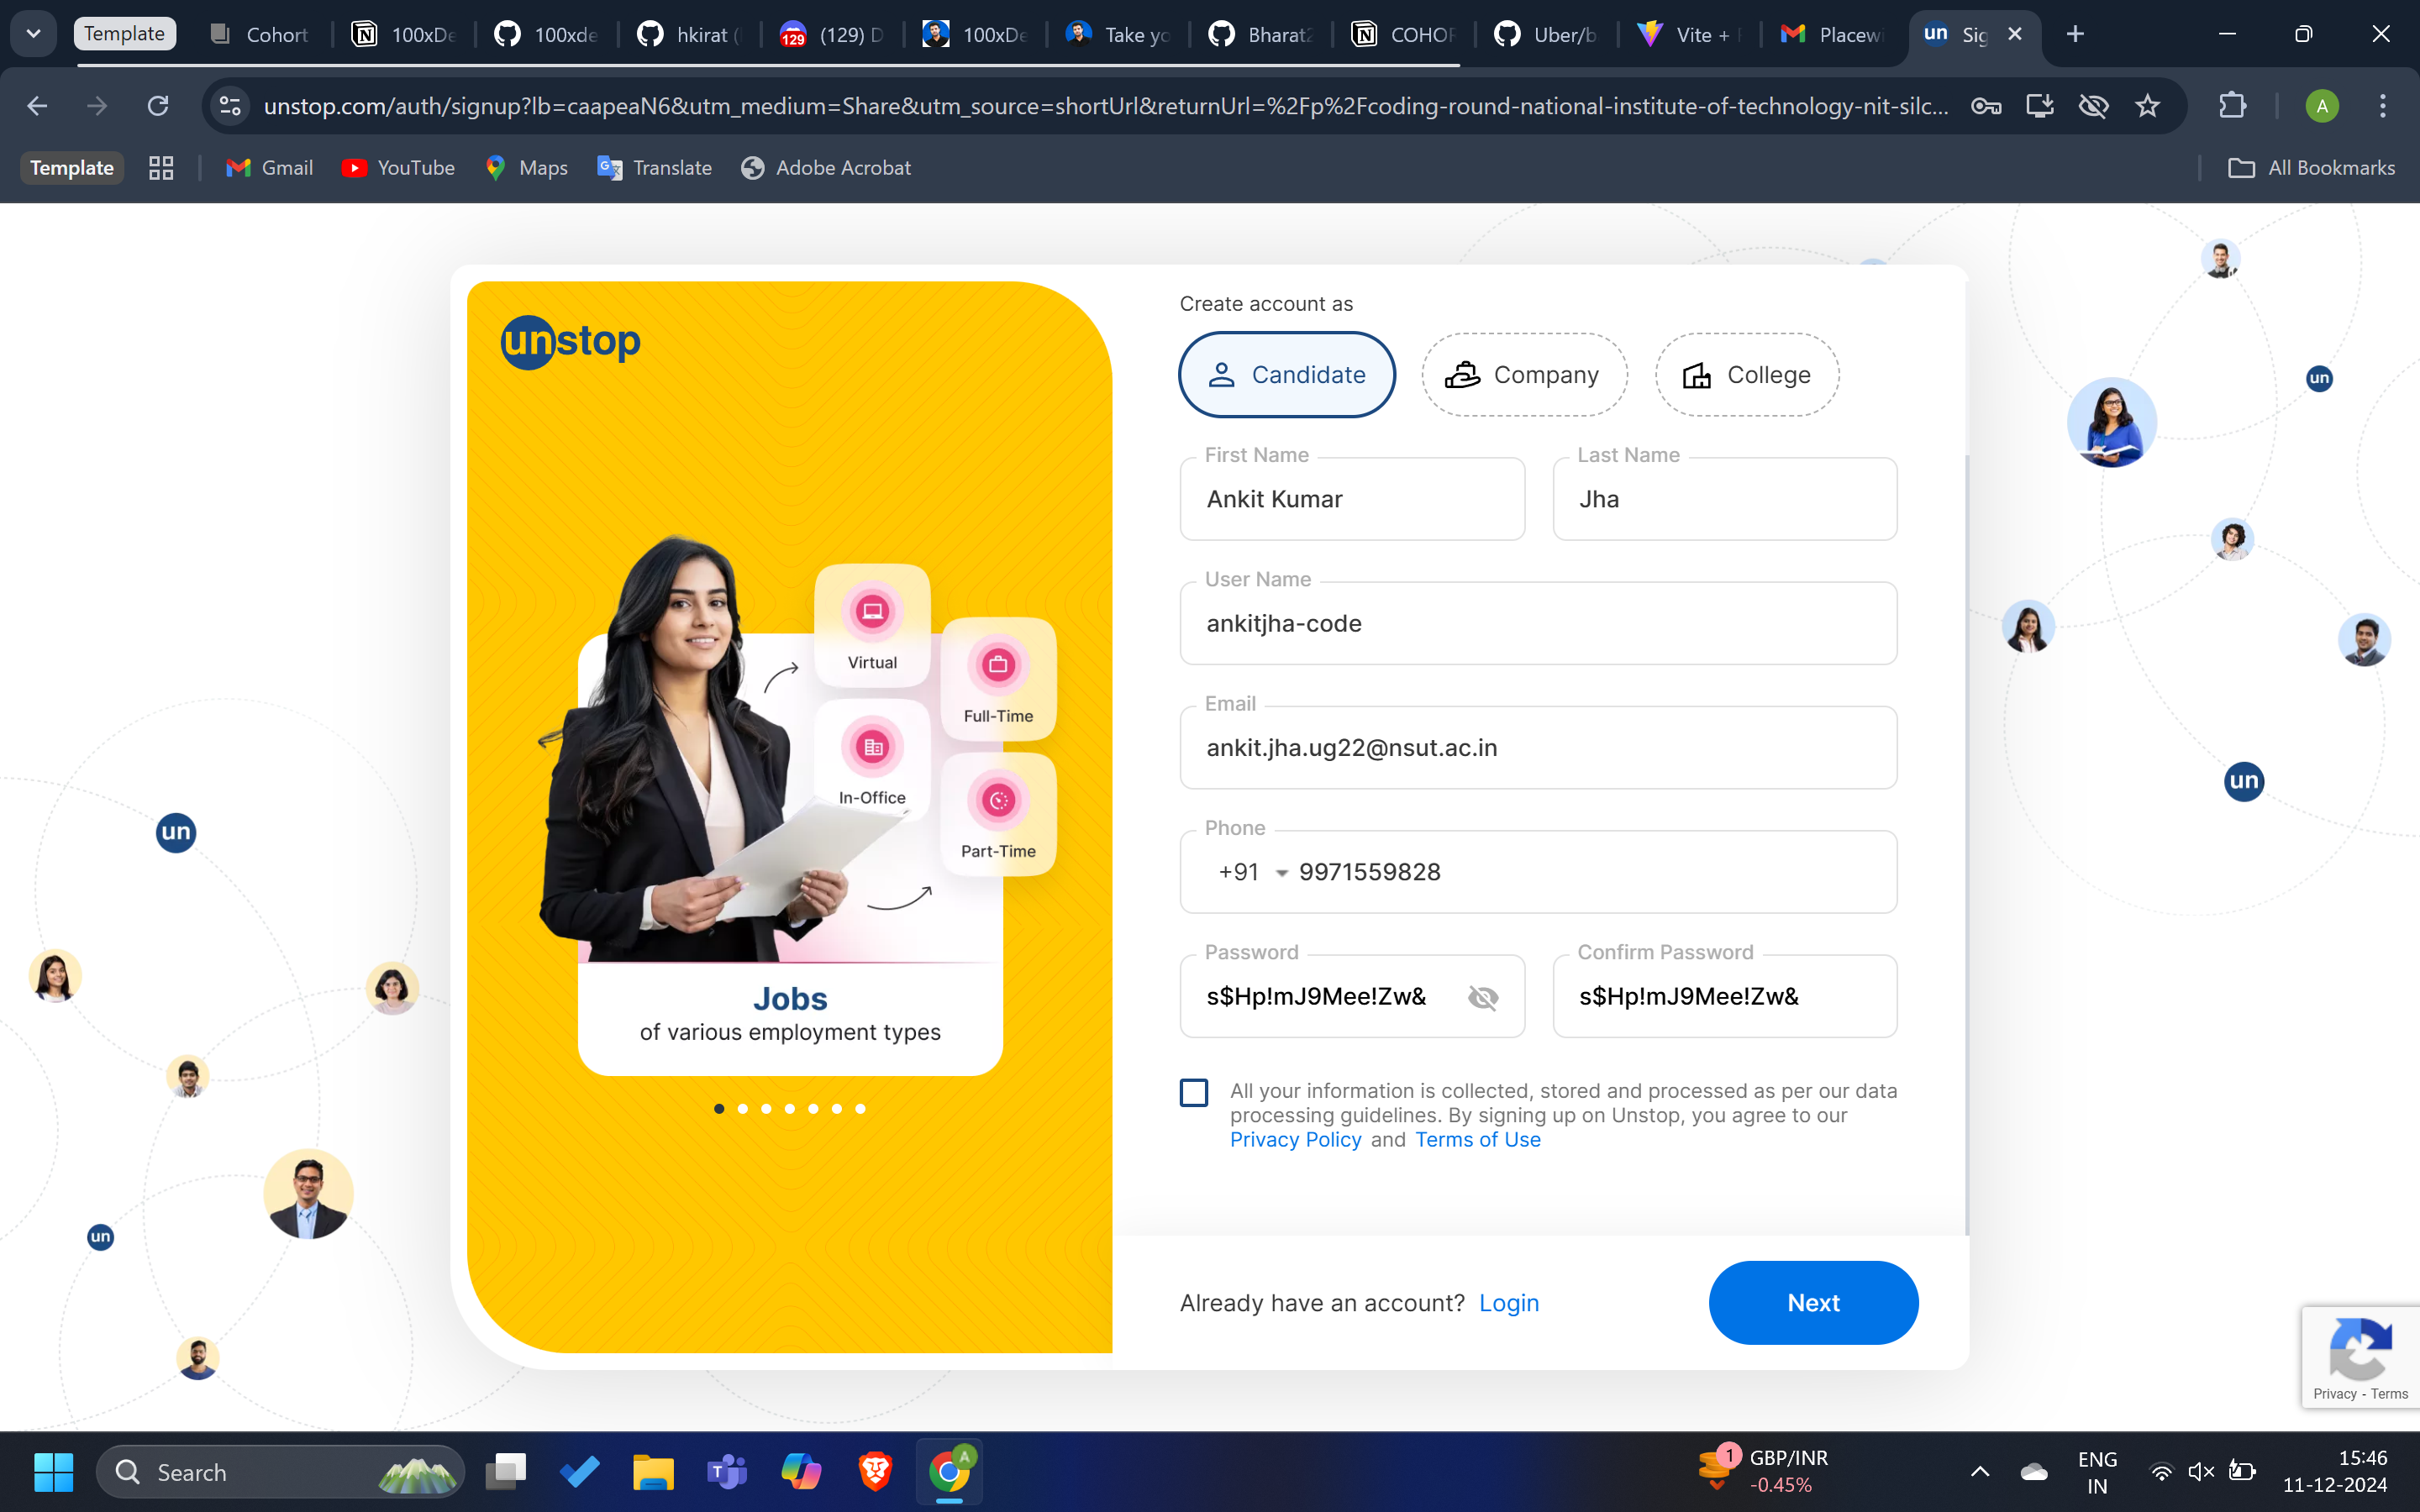 Template
Cohort
100xDe
100xde
hkirat (
129
(129) D
100xDe
Take yo
Bharat2
COHOR
Uber/b
Vite + 
Placewi
un
Sig
unstop.com/auth/signup?lb=caapeaN6&utm_medium=Share&utm_source=shortUrl&returnUrl=%2Fp%2Fcoding-round-national-institute-of-technology-nit-silc...
A
Template
Gmail
YouTube
Maps
Translate
Adobe Acrobat
All Bookmarks
unstop
Virtual
Full-Time
In-Office
Part-Time
Jobs
of various employment types
Create account as
Candidate
Company
College
First Name
Last Name
Ankit Kumar
Jha
User Name
ankitjha-code
Email
ankit.jha.ug22@nsut.ac.in
Phone
+91 9971559828
Password
Confirm Password
s$Hp!mJ9Mee!Zw&
s$Hp!mJ9Mee!Zw&
All your information is collected, stored and processed as per our data
processing guidelines. By signing up on Unstop, you agree to our
Privacy Policy and Terms of Use
Already have an account? Login
Next
un
un
un
un
Privacy - Terms
Search
A
1
GBP/INR
-0.45%
ENG
IN
15:46
11-12-2024